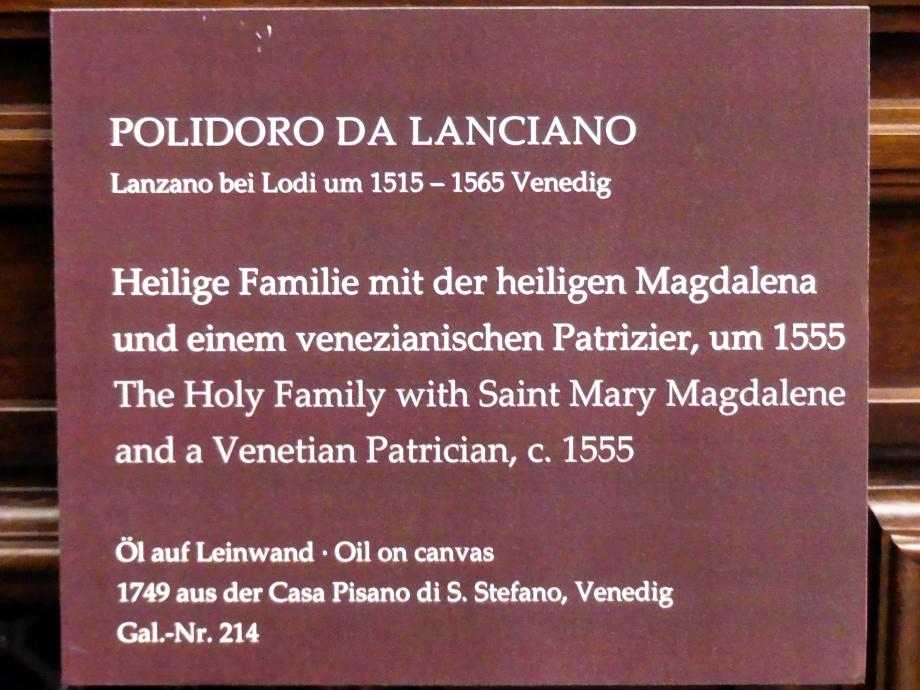 POLIDORO DA LANCIANO
Lanzano bei Lodi um 1515 – 1565 Venedig
Heilige Familie mit der heiligen Magdalena
und einem venezianischen Patrizier, um 1555
The Holy Family with Saint Mary Magdalene
and a Venetian Patrician, c. 1555
Öl auf Leinwand · Oil on canvas
1749 aus der Casa Pisano di S. Stefano, Venedig
Gal.-Nr. 214